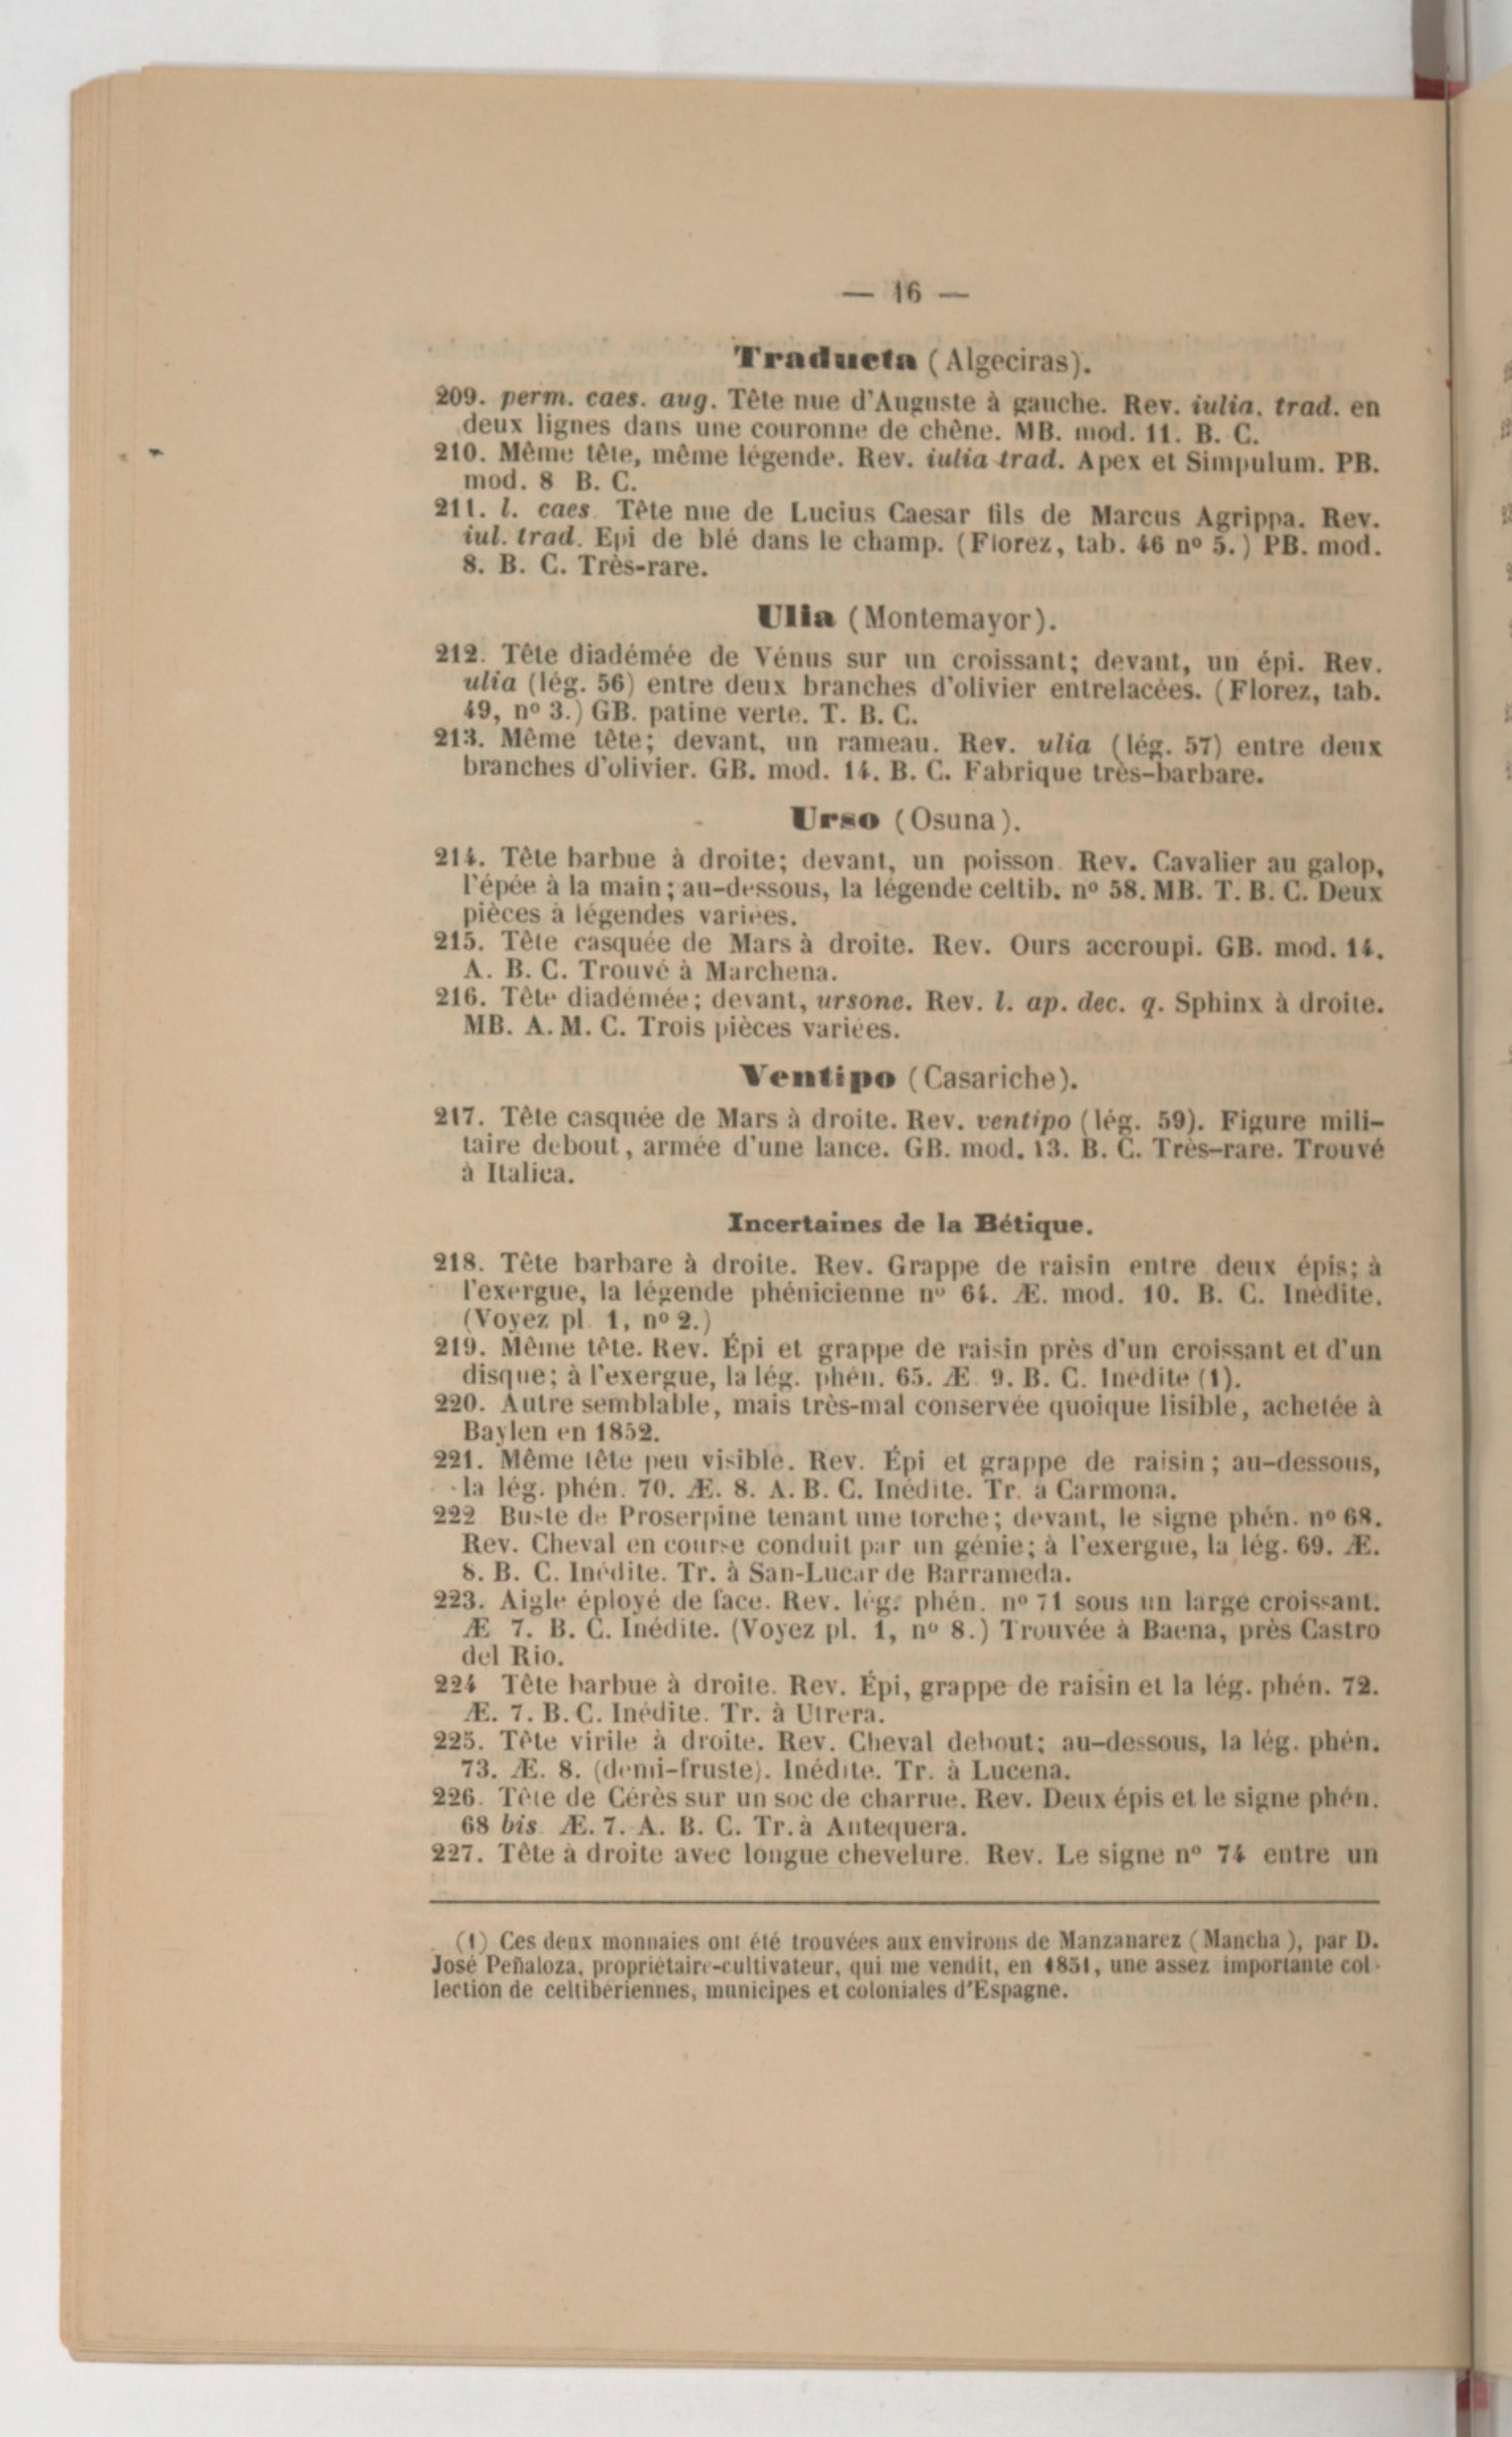 — 16 —
Traducta (Algeciras).
209. perm. caes. aug. Tête nue d'Auguste à gauche. Rev. iulia. trad. en
deux lignes dans une couronne de chêne. MB. mod. 11. B. C.
210. Même tête, même légende. Rev. iulia trad. Apex et Simpulum. PB.
mod. 8 B. C.
211. l. caes. Tête nue de Lucius Caesar fils de Marcus Agrippa. Rev.
iul. trad. Epi de blé dans le champ. (Florez, tab. 46 nº 5.) PB. mod.
8. B. C. Très-rare.
Ulia (Montemayor).
212. Tête diadémée de Vénus sur un croissant; devant, un épi. Rev.
ulia (lég. 56) entre deux branches d'olivier entrelacées. (Florez, tab.
49, nº 3.) GB. patine verte. T. B. C.
213. Même tête; devant, un rameau. Rev. ulia (lég. 57) entre deux
branches d'olivier. GB. mod. 14. B. C. Fabrique très-barbare.
Urso (Osuna).
214. Tête barbue à droite; devant, un poisson. Rev. Cavalier au galop,
l'épée à la main; au-dessous, la légende celtib. nº 58. MB. T. B. C. Deux
pièces à légendes variées.
215. Tête casquée de Mars à droite. Rev. Ours accroupi. GB. mod. 14.
A. B. C. Trouvé à Marchena.
216. Tête diadémée; devant, ursone. Rev. l. ap. dec. q. Sphinx à droite.
MB. A. M. C. Trois pièces variées.
Ventipo (Casariche).
217. Tête casquée de Mars à droite. Rev. ventipo (lég. 59). Figure mili-
taire debout, armée d'une lance. GB. mod. 13. B. C. Très-rare. Trouvé
à Italica.
Incertaines de la Bétique.
218. Tête barbare à droite. Rev. Grappe de raisin entre deux épis; à
l'exergue, la légende phénicienne nº 64. Æ. mod. 10. B. C. Inédite.
(Voyez pl. 1, nº 2.)
219. Même tête. Rev. Épi et grappe de raisin près d'un croissant et d'un
disque; à l'exergue, la lég. phén. 65. Æ. 9. B. C. Inédite (1).
220. Autre semblable, mais très-mal conservée quoique lisible, achetée à
Baylen en 1852.
221. Même tête peu visible. Rev. Épi et grappe de raisin; au-dessous,
la lég. phén. 70. Æ. 8. A. B. C. Inédite. Tr. à Carmona.
222 Buste de Proserpine tenant une torche; devant, le signe phén. nº 68.
Rev. Cheval en course conduit par un génie; à l'exergue, la lég. 69. Æ.
8. B. C. Inédite. Tr. à San-Lucar de Barrameda.
223. Aigle éployé de face. Rev. lég. phén. nº 71 sous un large croissant.
Æ 7. B. C. Inédite. (Voyez pl. 1, nº 8.) Trouvée à Baena, près Castro
del Rio.
224 Tête barbue à droite. Rev. Épi, grappe de raisin et la lég. phén. 72.
Æ. 7. B. C. Inédite. Tr. à Utrera.
225. Tête virile à droite. Rev. Cheval debout; au-dessous, la lég. phén.
73. Æ. 8. (demi-fruste). Inédite. Tr. à Lucena.
226. Tête de Cérès sur un soc de charrue. Rev. Deux épis et le signe phén.
68 bis. Æ. 7. A. B. C. Tr. à Antequera.
227. Tête à droite avec longue chevelure. Rev. Le signe nº 74 entre un
(1) Ces deux monnaies ont été trouvées aux environs de Manzanarez (Mancha), par D.
José Peñaloza, propriétaire-cultivateur, qui me vendit, en 1851, une assez importante col-
lection de celtibériennes, municipes et coloniales d'Espagne.